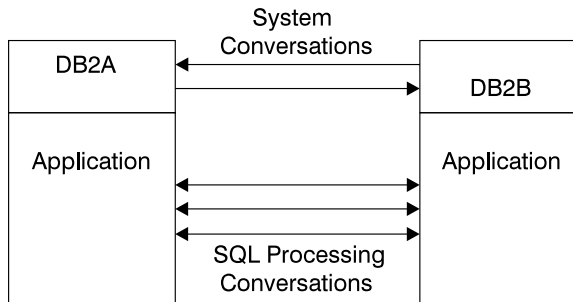 System
Conversations
DB2A
DB2B
Application
Application
SQL Processing
Conversations